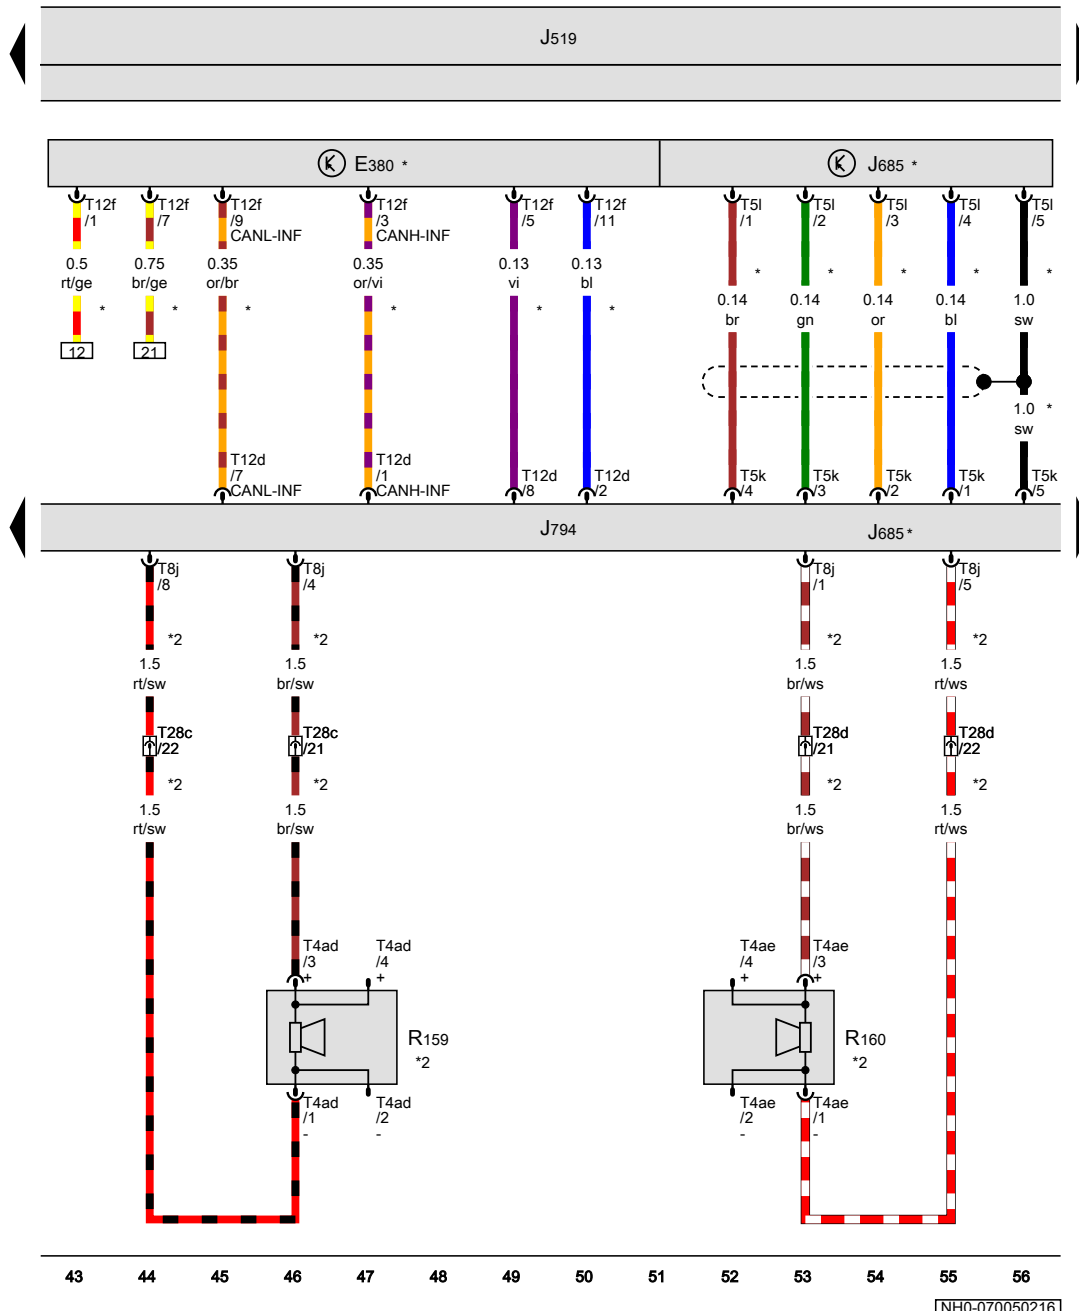 J519
E380 *
J685 *
T12f T12f T12f T12f T12f T12f T5l T5l T5l T5l T5l
/1 /7 /9 /3 /5 /11 /1 /2 /3 /4 /5
CANL-INF CANH-INF
0.5 0.75 0.35 0.35 0.13 0.13 * * * * *
rt/ge br/ge or/br or/vi vi bl
0.14 0.14 0.14 0.14 1.0
* * * * * *
br gn or bl sw
12 21
1.0 *
sw
T12d T12d T12d T12d T5k T5k T5k T5k T5k
/7 /1 /8 /2 /4 /3 /2 /1 /5
CANL-INF CANH-INF
J794
J685 *
T8j T8j T8j T8j
/8 /4 /1 /5
*2 *2 *2 *2
1.5 1.5 1.5 1.5
rt/sw br/sw br/ws rt/ws
T28c T28c T28d T28d
/22 /21 /21 /22
*2 *2 *2 *2
1.5 1.5 1.5 1.5
rt/sw br/sw br/ws rt/ws
T4ad T4ad T4ae T4ae
/3 /4 /4 /3
+ + + +
R159 R160
*2 *2
T4ad T4ad T4ae T4ae
/1 /2 /2 /1
- - - -
43 44 45 46 47 48 49 50 51 52 53 54 55 56
NH0-070050216